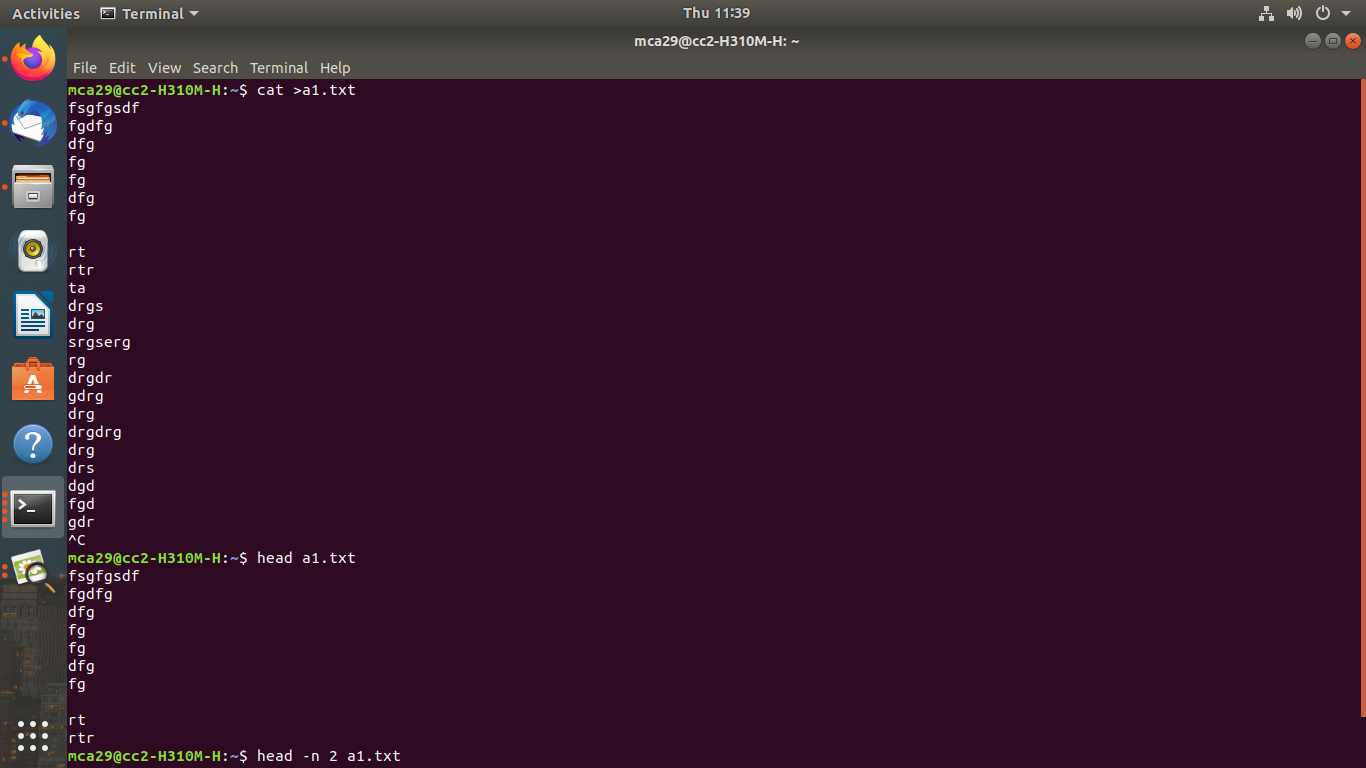 Activities Terminal Thu 11:39
mca29@cc2-H310M-H: ~
File Edit View Search Terminal Help
mca29@cc2-H310M-H:~$ cat >a1.txt
fsgfgsdf
fgdfg
dfg
fg
fg
dfg
fg

rt
rtr
ta
drgs
drg
srgserg
rg
drgdr
gdrg
drg
drgdrg
drg
drs
dgd
fgd
gdr
^C
mca29@cc2-H310M-H:~$ head a1.txt
fsgfgsdf
fgdfg
dfg
fg
fg
dfg
fg

rt
rtr
mca29@cc2-H310M-H:~$ head -n 2 a1.txt